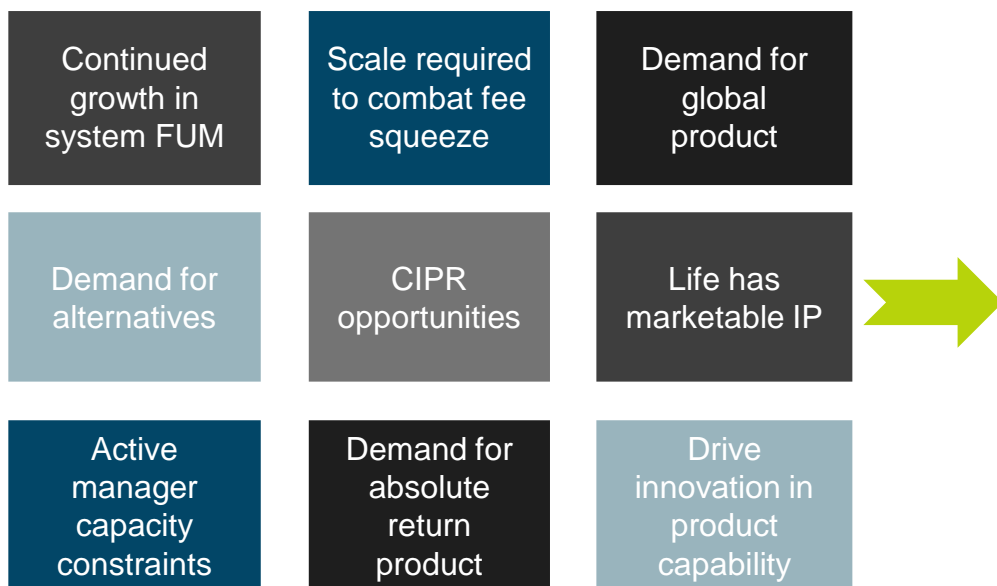 Continued
growth in
system FUM
Scale required
to combat fee
squeeze
Demand for
global
product
Demand for
alternatives
CIPR
opportunities
Life has
marketable IP
Active
manager
capacity
constraints
Demand for
absolute
return
product
Drive
innovation in
product
capability